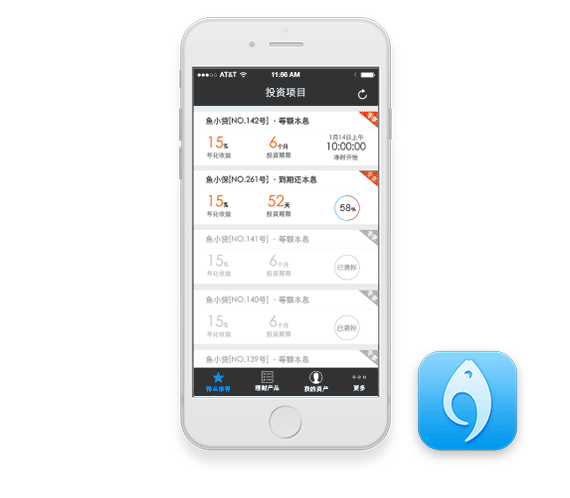 AT&T 11:56 AM
投资项目
鱼小贷[NO.142号]·等额本息
15% 6个月 1月14日上午
10:00:00
年化收益 投资期限 准时开抢
鱼小保[NO.261号]·到期还本息
15% 52天 58%
年化收益 投资期限
鱼小贷[NO.141号]·等额本息
15% 6个月 已满标
年化收益 投资期限
鱼小贷[NO.140号]·等额本息
15% 6个月 已满标
年化收益 投资期限
鱼小贷[NO.139号]·等额本息
理财产品 我的资产 更多